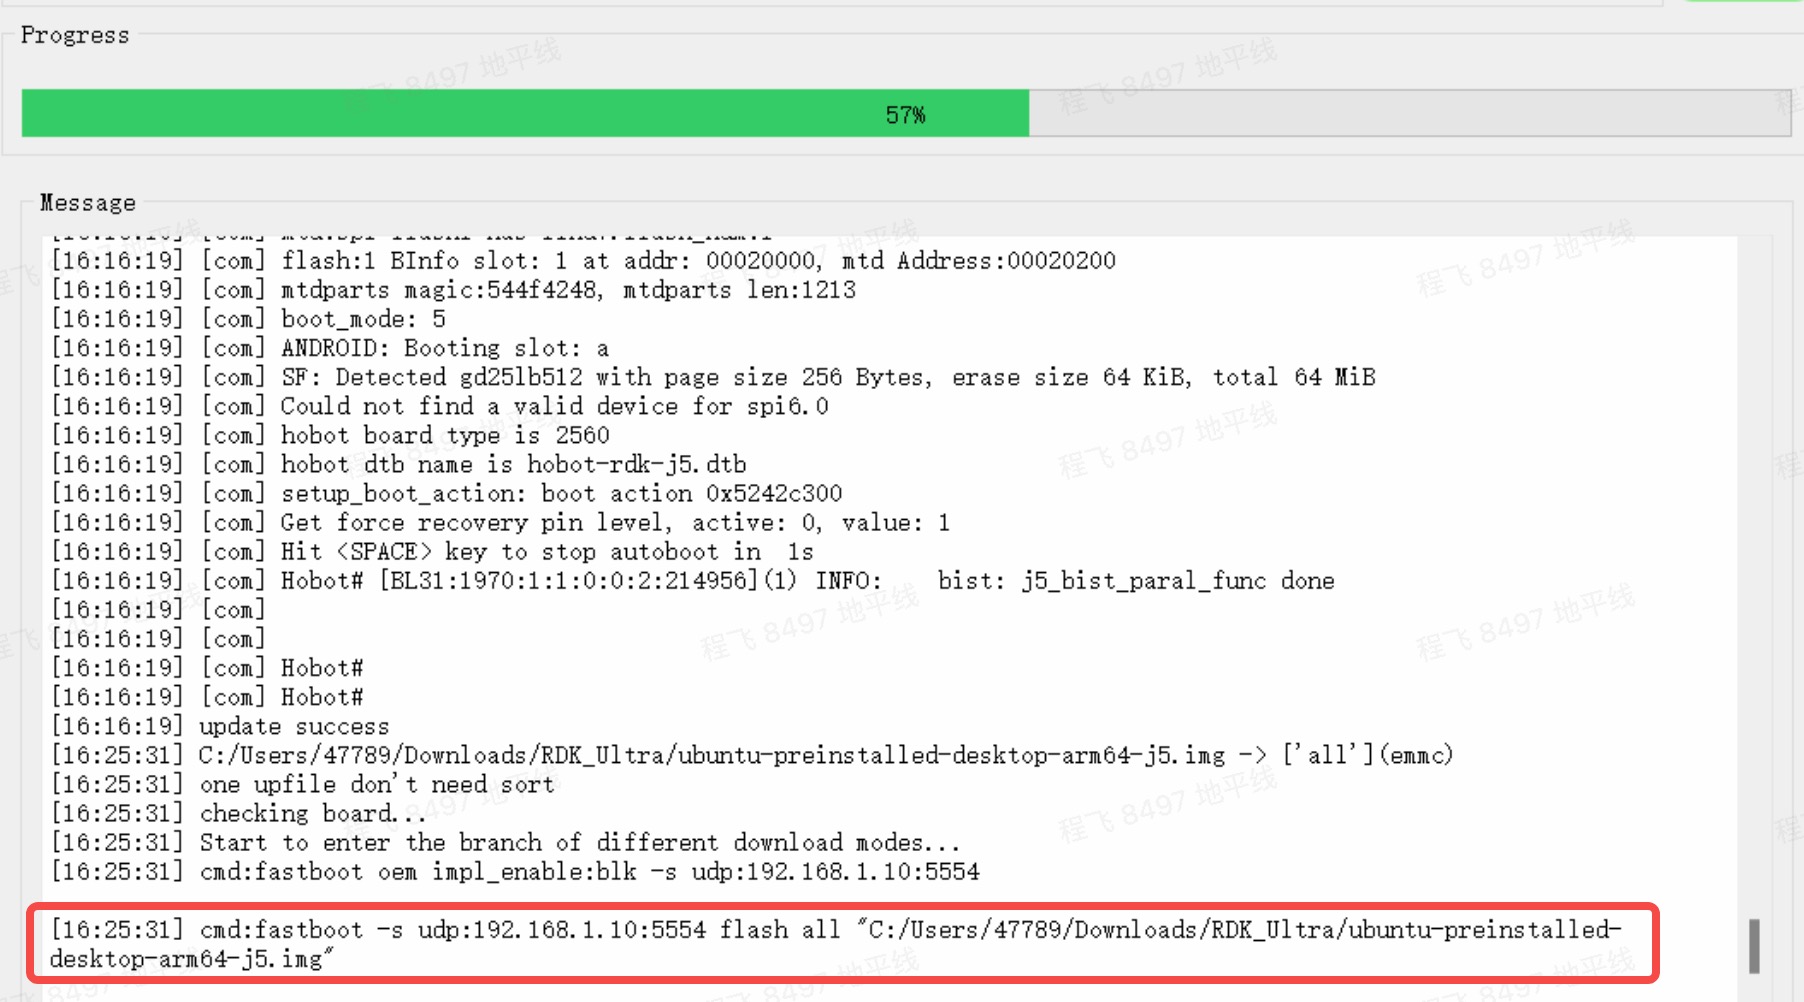 Progress
57%
Message
[16:16:19] [com] flash:1 BInfo slot: 1 at addr: 00020000, mtd Address:00020200
[16:16:19] [com] mtdparts magic:544f4248, mtdparts len:1213
[16:16:19] [com] boot_mode: 5
[16:16:19] [com] ANDROID: Booting slot: a
[16:16:19] [com] SF: Detected gd25lb512 with page size 256 Bytes, erase size 64 KiB, total 64 MiB
[16:16:19] [com] Could not find a valid device for spi6.0
[16:16:19] [com] hobot board type is 2560
[16:16:19] [com] hobot dtb name is hobot-rdk-j5.dtb
[16:16:19] [com] setup_boot_action: boot action 0x5242c300
[16:16:19] [com] Get force recovery pin level, active: 0, value: 1
[16:16:19] [com] Hit <SPACE> key to stop autoboot in  1s
[16:16:19] [com] Hobot# [BL31:1970:1:1:0:0:2:214956](1) INFO:    bist: j5_bist_paral_func done
[16:16:19] [com]
[16:16:19] [com]
[16:16:19] [com] Hobot#
[16:16:19] [com] Hobot#
[16:16:19] update success
[16:25:31] C:/Users/47789/Downloads/RDK_Ultra/ubuntu-preinstalled-desktop-arm64-j5.img -> ['all'](emmc)
[16:25:31] one upfile don't need sort
[16:25:31] checking board...
[16:25:31] Start to enter the branch of different download modes...
[16:25:31] cmd:fastboot oem impl_enable:blk -s udp:192.168.1.10:5554
[16:25:31] cmd:fastboot -s udp:192.168.1.10:5554 flash all "C:/Users/47789/Downloads/RDK_Ultra/ubuntu-preinstalled-
desktop-arm64-j5.img"
程飞 8497 地平线